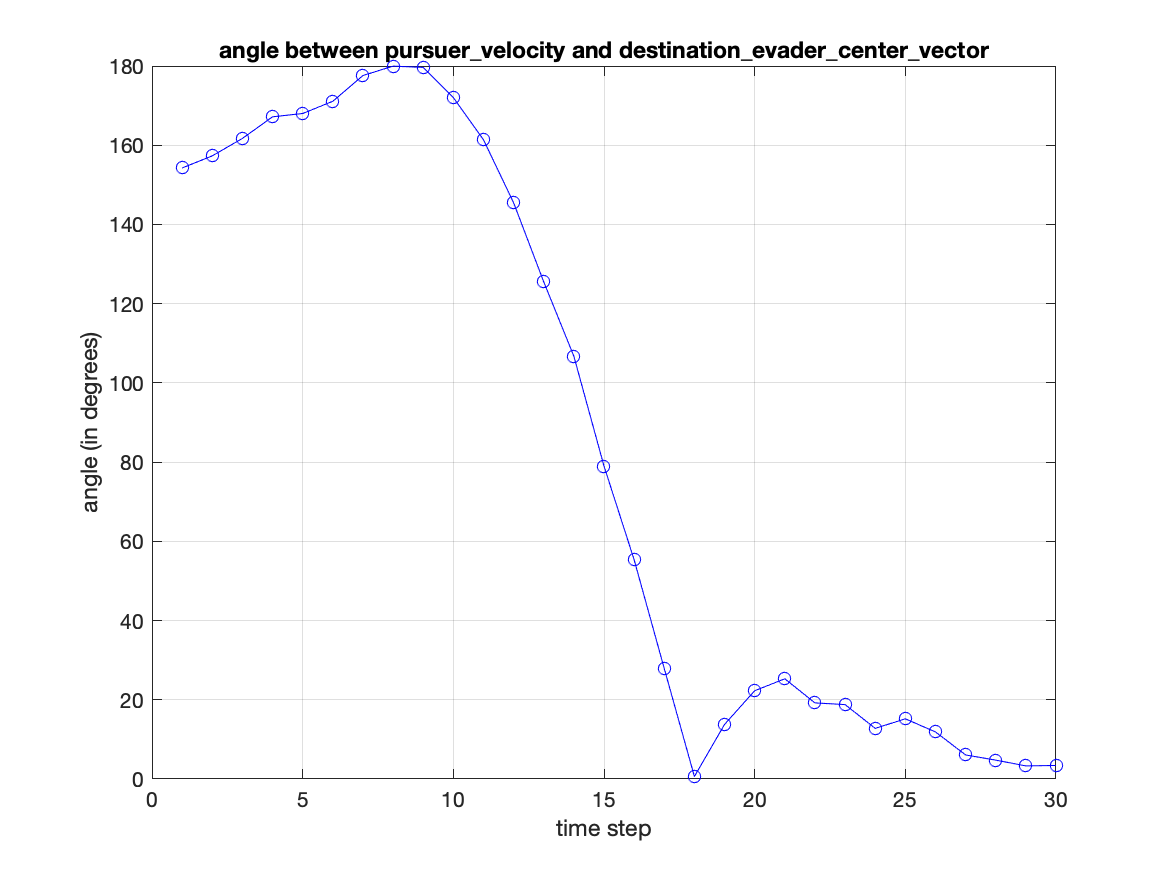 angle between pursuer_velocity and destination_evader_center_vector
180
160
140
120
100
80
60
40
20
0
angle (in degrees)
0 5 10 15 20 25 30
time step